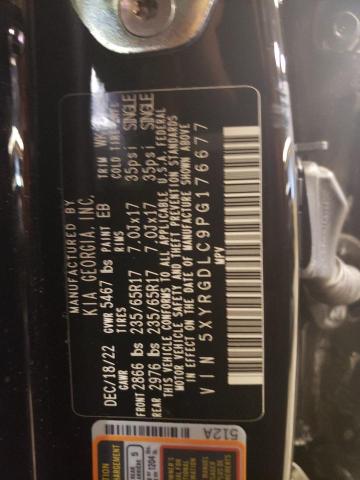 MANUFACTURED BY
KIA GEORGIA, INC.
DEC/18/22 GVWR 5467 lbs PAINT EB TRIM
GAWR TIRES RIMS COLD TIRE
FRONT 2866 lbs 235/65R17 7.0Jx17 35psi SINGLE
REAR 2976 lbs 235/65R17 7.0Jx17 35psi SINGLE
THIS VEHICLE CONFORMS TO ALL APPLICABLE U.S.A. FEDERAL
MOTOR VEHICLE SAFETY AND THEFT PREVENTION STANDARDS
IN EFFECT ON THE DATE OF MANUFACTURE SHOWN ABOVE.
VIN 5XYRGDLC9PG176677
MPV
512A
5